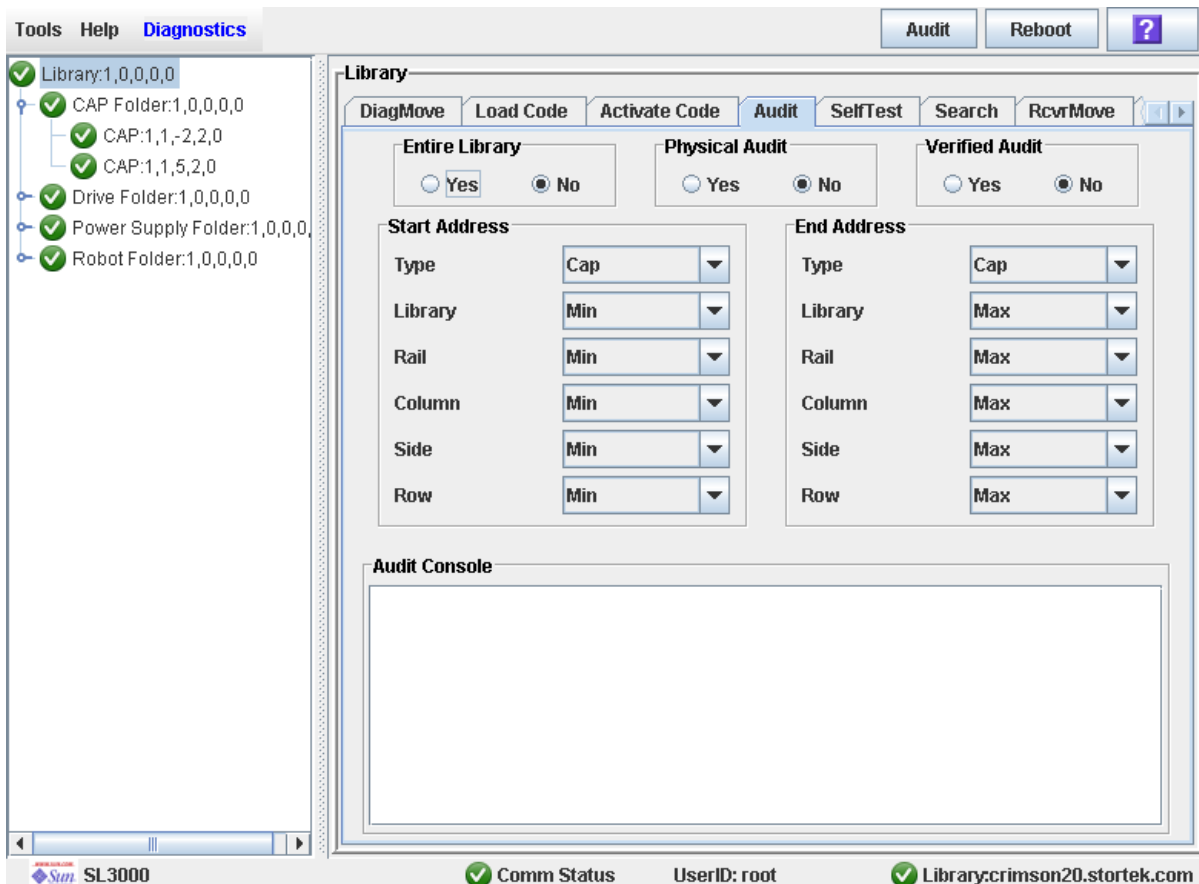 Tools Help Diagnostics
Audit Reboot ?
Library:1,0,0,0,0
CAP Folder:1,0,0,0,0
CAP:1,1,-2,2,0
CAP:1,1,5,2,0
Drive Folder:1,0,0,0,0
Power Supply Folder:1,0,0,0,
Robot Folder:1,0,0,0,0
Library
DiagMove Load Code Activate Code Audit SelfTest Search RcvrMove
Entire Library Physical Audit Verified Audit
Yes No Yes No Yes No
Start Address End Address
Type Cap Type Cap
Library Min Library Max
Rail Min Rail Max
Column Min Column Max
Side Min Side Max
Row Min Row Max
Audit Console
Sun SL3000 Comm Status UserID: root Library:crimson20.stortek.com